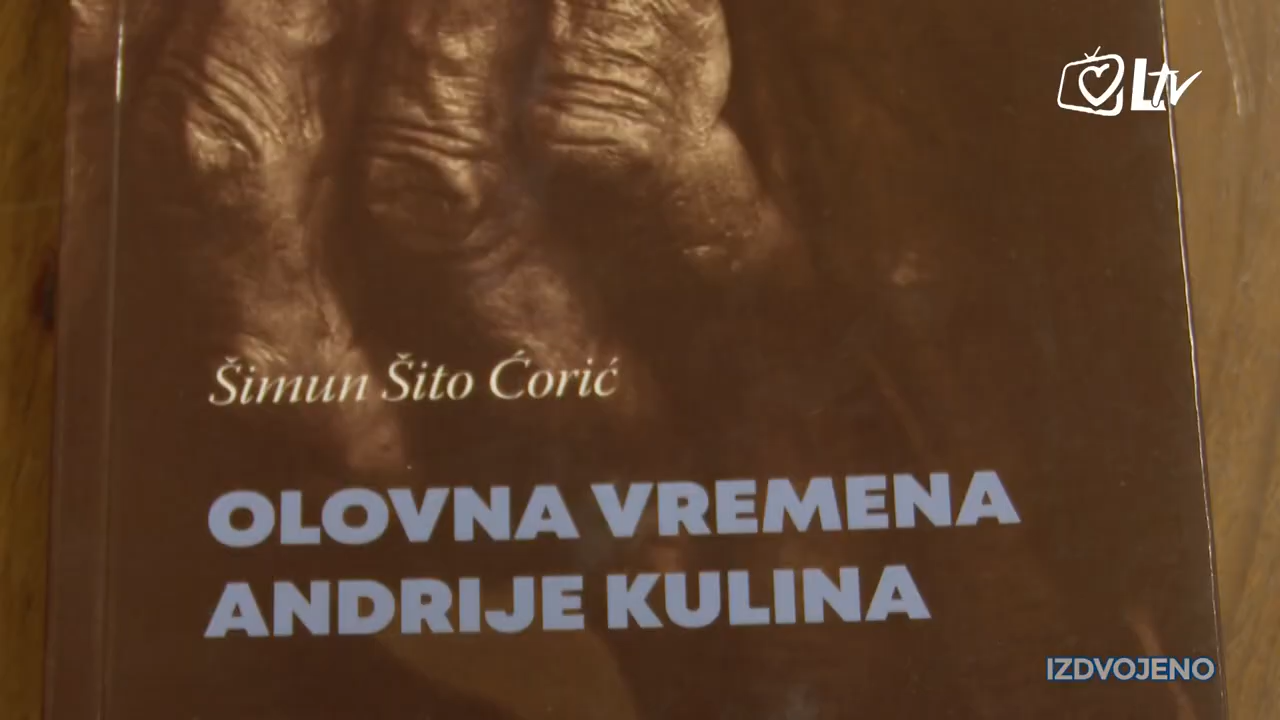 LTV
Šimun Šito Ćorić
OLOVNA VREMENA
ANDRIJE KULINA
IZDVOJENO